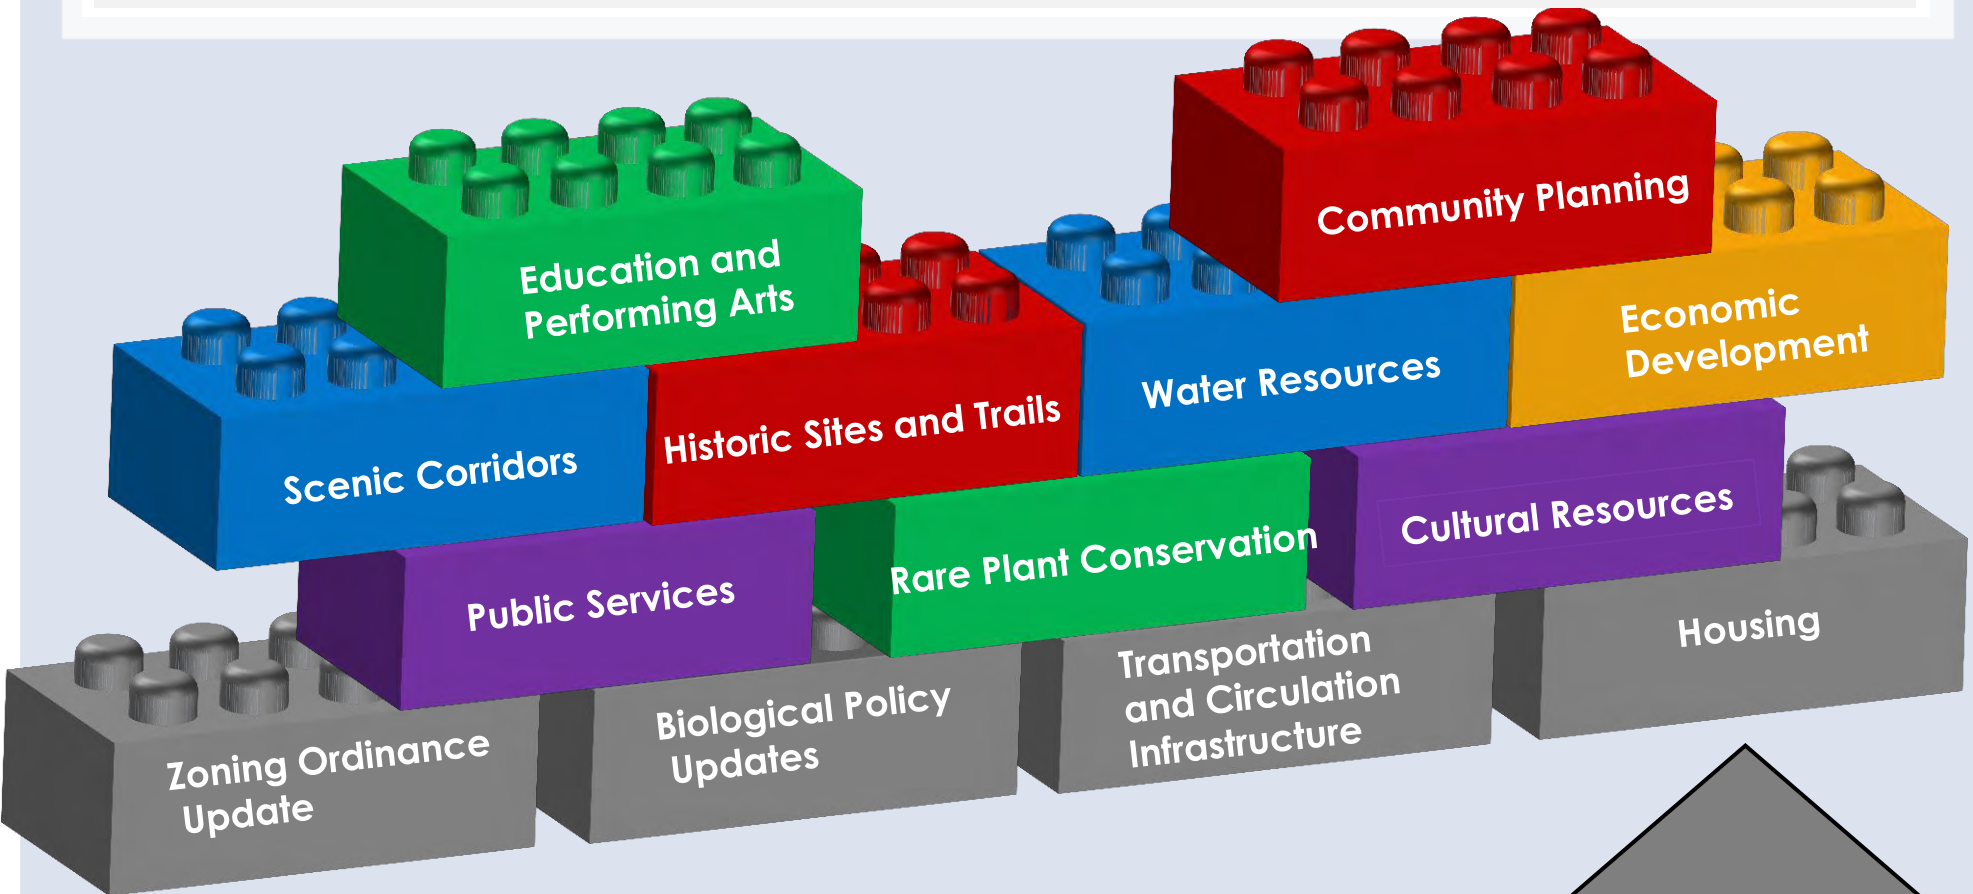 Community Planning
Education and
Performing Arts
Economic
Development
Water Resources
Historic Sites and Trails
Scenic Corridors
Cultural Resources
Rare Plant Conservation
Public Services
Housing
Transportation
and Circulation
Infrastructure
Biological Policy
Updates
Zoning Ordinance
Update